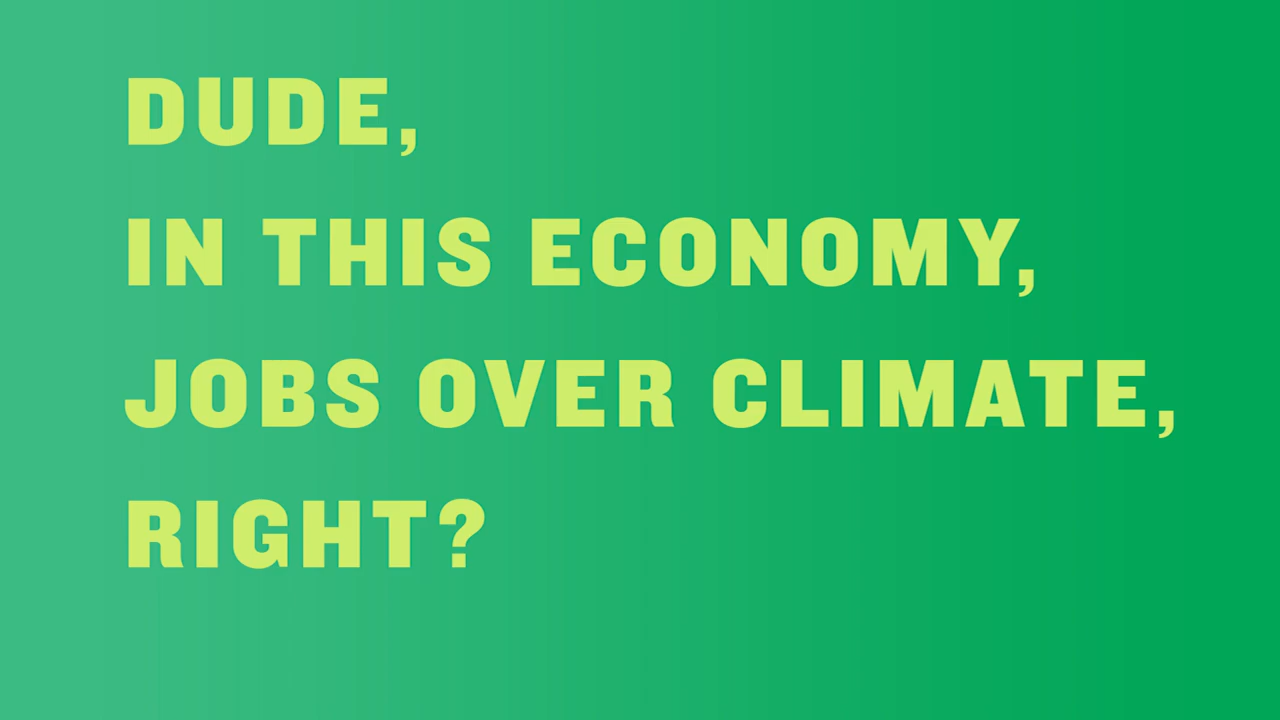 DUDE,
IN THIS ECONOMY,
JOBS OVER CLIMATE,
RIGHT?